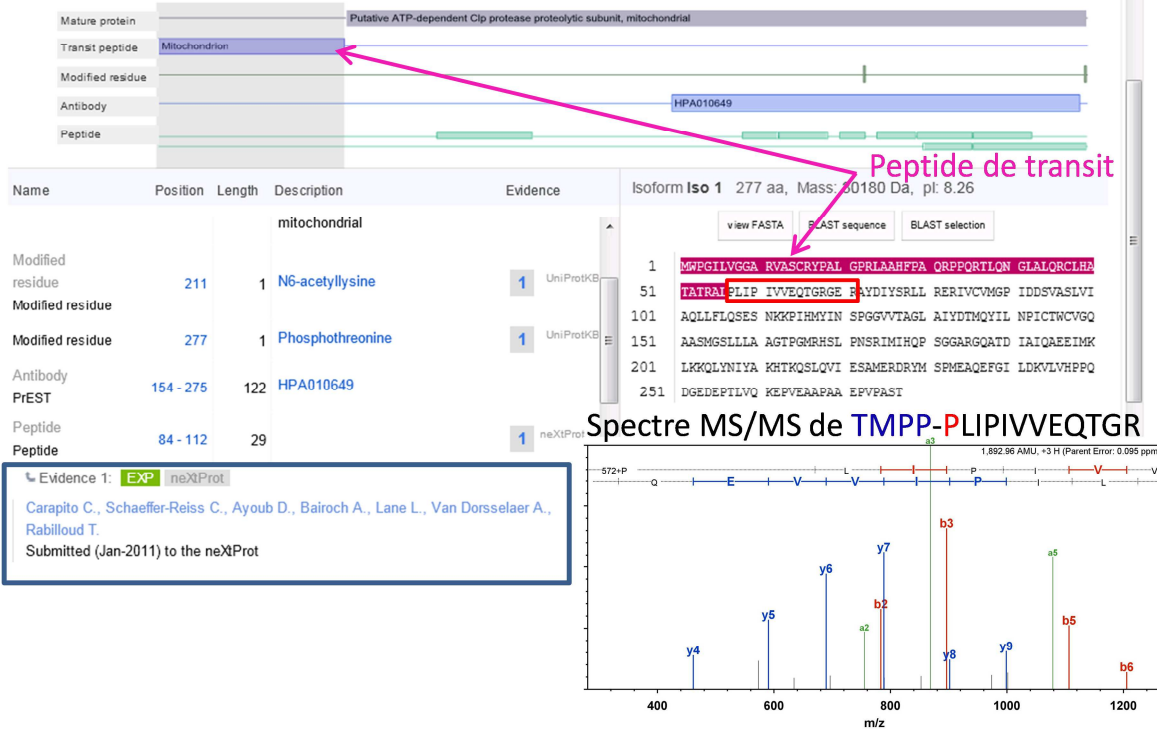 Mature protein
Putative ATP-dependent Clp protease proteolytic subunit, mitochondrial
Transit peptide
Mitochondrion
Modified residue
Antibody
HPA010649
Peptide
Peptide de transit
Name Position Length Description Evidence
mitochondrial
Modified
residue
Modified residue
211 1 N6-acetyllysine 1 UniProtKB
Modified residue 277 1 Phosphothreonine 1 UniProtKB
Antibody
PrEST
154 - 275 122 HPA010649
Peptide
Peptide
84 - 112 29 1 neXtProt
Evidence 1: EXP neXtProt
Carapito C., Schaeffer-Reiss C., Ayoub D., Bairoch A., Lane L., Van Dorsselaer A.,
Rabilloud T.
Submitted (Jan-2011) to the neXtProt
Isoform Iso 1 277 aa, Mass: 30180 Da, pI: 8.26
view FASTA BLAST sequence BLAST selection
1 MWPGILVGGA RVASCRYPAL GPRLAAHFPA QRPPQRTLQN GLALQRCLHA
51 TATRALPLIP IVVEQTGRGE RAYDIYSRLL RERIVCVMGP IDDSVASLVI
101 AQLLFLQSES NKKPIHMYIN SPGGVVTAGL AIYDTMQYIL NPICTWCVGQ
151 AASMGSLLLA AGTPGMRHSL PNSRIMIHQP SGGARGQATD IAIQAEEIMK
201 LKKQLYNIYA KHTKQSLQVI ESAMERDRYM SPMEAQEFGI LDKVLVHPPQ
251 DGEDEPTLVQ KEPVEAAPAA EPVPAST
Spectre MS/MS de TMPP-PLIPIVVEQTGR
1,892.96 AMU, +3 H (Parent Error: 0.095 ppm
572+P L I P I V V
Q E V V I P I L
a3
b3
y7
a5
y6
b2
y5
a2
b5
y4
y8
y9
b6
400 600 800 1000 1200
m/z